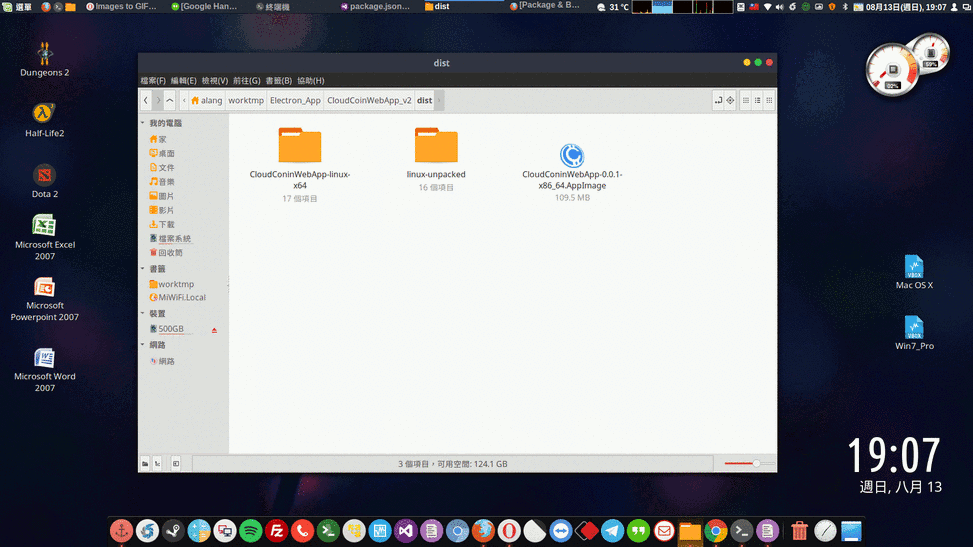 選單
Images to GIF...
[Google Han...
終端機
package.json...
dist
[Package & B...
31 °C
08月13日(週日), 19:07
dist
檔案(F) 編輯(E) 檢視(V) 前往(G) 書籤(B) 協助(H)
alang worktmp Electron_App CloudCoinWebApp_v2 dist
我的電腦
家
桌面
文件
音樂
圖片
影片
下載
檔案系統
回收筒
書籤
worktmp
MiWiFi.Local
裝置
500GB
網路
網路
CloudConinWebApp-linux-
x64
17 個項目
linux-unpacked
16 個項目
CloudConinWebApp-0.0.1-
x86_64.AppImage
109.5 MB
3 個項目，可用空間: 124.1 GB
Dungeons 2
Half-Life2
Dota 2
Microsoft Excel
2007
Microsoft
Powerpoint 2007
Microsoft Word
2007
Mac OS X
Win7_Pro
19:07
週日, 八月 13